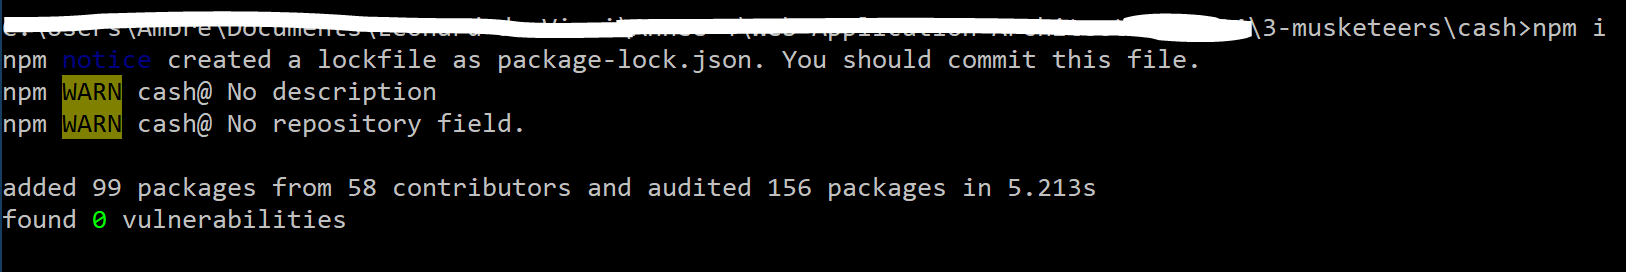 \3-musketeers\cash>npm i
npm notice created a lockfile as package-lock.json. You should commit this file.
npm WARN cash@ No description
npm WARN cash@ No repository field.
added 99 packages from 58 contributors and audited 156 packages in 5.213s
found 0 vulnerabilities